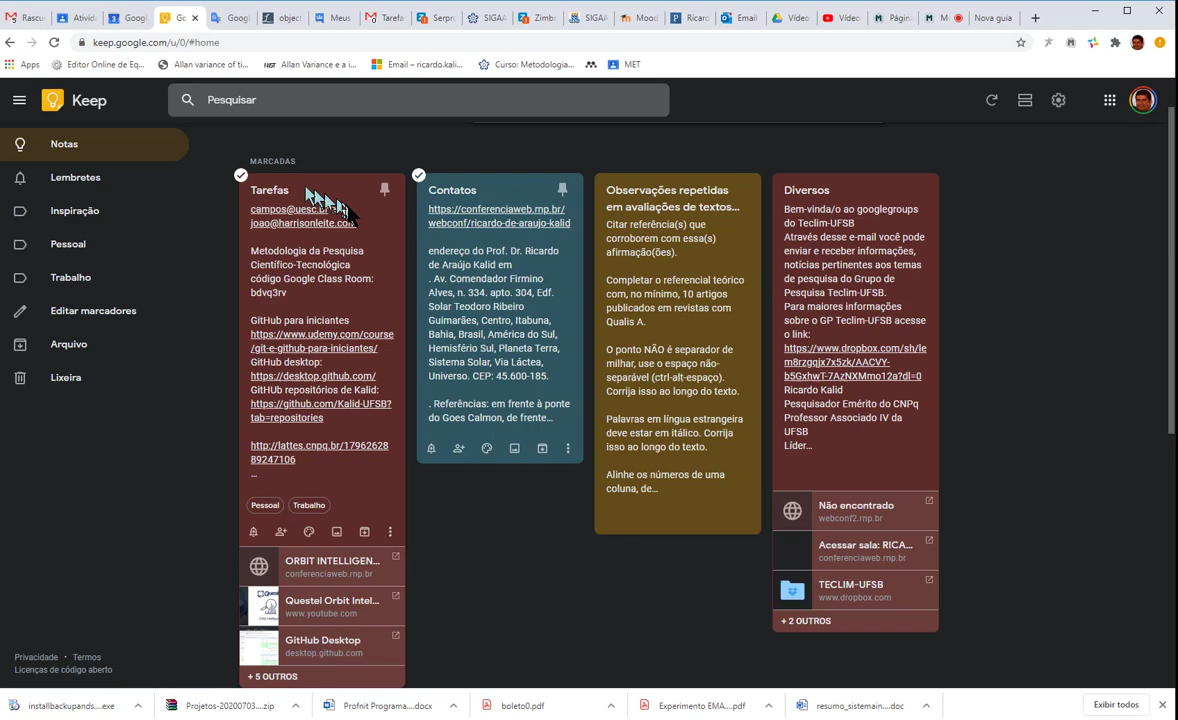 Rascu
Ativida
Googl
Go
Googl
object
Meus
Tarefa
Serpro
SIGAA
Zimb
SIGAA
Mood
Ricard
Email
Vídeo
Vídeo
Página
M
Nova guia
keep.google.com/u/0/#home
Apps
Editor Online de Eq...
Allan variance of ti...
Allan Variance e a i...
Email – ricardo.kali...
Curso: Metodologia...
MET
Keep
Pesquisar
Notas
Lembretes
Inspiração
Pessoal
Trabalho
Editar marcadores
Arquivo
Lixeira
Privacidade • Termos
Licenças de código aberto
MARCADAS
Tarefas
campos@uesc.b
joao@harrisonleite.com
Metodologia da Pesquisa
Científico-Tecnológica
código Google Class Room:
bdvq3rv
GitHub para iniciantes
https://www.udemy.com/course
/git-e-github-para-iniciantes/
GitHub desktop:
https://desktop.github.com/
GitHub repositórios de Kalid:
https://github.com/Kalid-UFSB?
tab=repositories
http://lattes.cnpq.br/17962628
89247106
...
Pessoal
Trabalho
ORBIT INTELLIGEN...
conferenciaweb.rnp.br
Questel Orbit Intel...
www.youtube.com
GitHub Desktop
desktop.github.com
+ 5 OUTROS
Contatos
https://conferenciaweb.rnp.br/
webconf/ricardo-de-araujo-kalid
endereço do Prof. Dr. Ricardo
de Araújo Kalid em
. Av. Comendador Firmino
Alves, n. 334. apto. 304, Edf.
Solar Teodoro Ribeiro
Guimarães, Centro, Itabuna,
Bahia, Brasil, América do Sul,
Hemisfério Sul, Planeta Terra,
Sistema Solar, Via Láctea,
Universo. CEP: 45.600-185.
. Referências: em frente à ponte
do Goes Calmon, de frente...
Observações repetidas
em avaliações de textos...
Citar referência(s) que
corroborem com essa(s)
afirmação(ões).
Completar o referencial teórico
com, no mínimo, 10 artigos
publicados em revistas com
Qualis A.
O ponto NÃO é separador de
milhar, use o espaço não-
separável (ctrl-alt-espaço).
Corrija isso ao longo do texto.
Palavras em língua estrangeira
deve estar em itálico. Corrija
isso ao longo do texto.
Alinhe os números de uma
coluna, de...
Diversos
Bem-vinda/o ao googlegroups
do Teclim-UFSB
Através desse e-mail você pode
enviar e receber informações,
notícias pertinentes aos temas
de pesquisa do Grupo de
Pesquisa Teclim-UFSB.
Para maiores informações
sobre o GP Teclim-UFSB acesse
o link:
https://www.dropbox.com/sh/le
m8rzgqjx7x5zk/AACVY-
b5GxhwT-7AzNXMmo12a?dl=0
Ricardo Kalid
Pesquisador Emérito do CNPq
Professor Associado IV da
UFSB
Líder...
Não encontrado
webconf2.rnp.br
Acessar sala: RICA...
conferenciaweb.rnp.br
TECLIM-UFSB
www.dropbox.com
+ 2 OUTROS
installbackupands....exe
Projetos-20200703....zip
Profnit Programa....docx
boleto0.pdf
Experimento EMA....pdf
resumo_sistemain....doc
Exibir todos